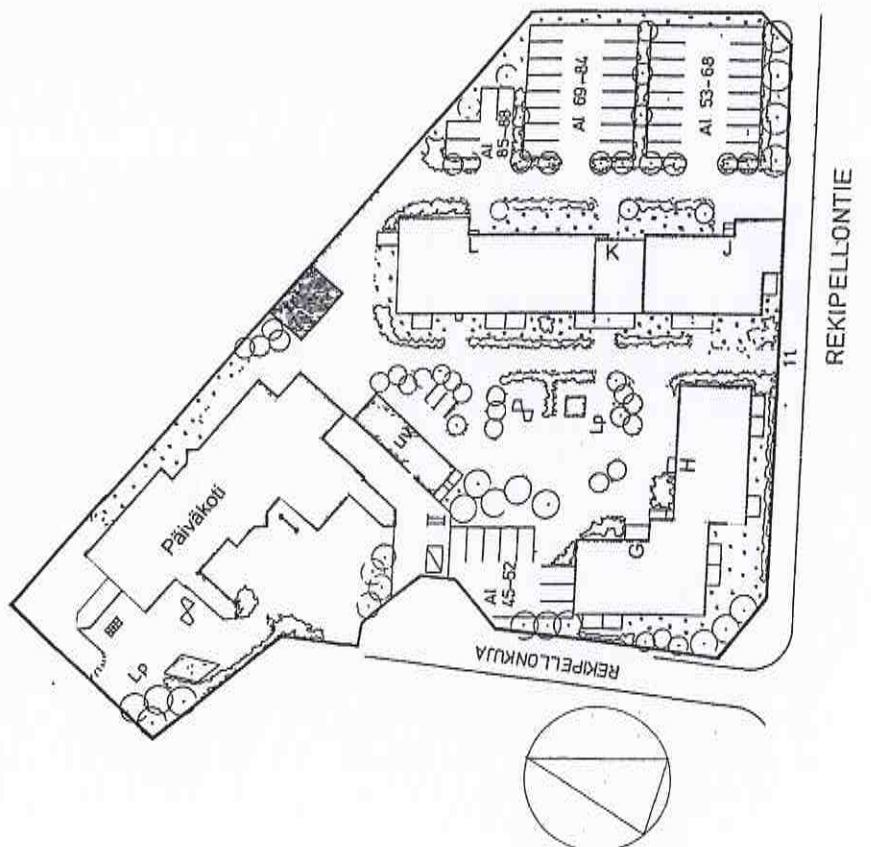 AI 69-84
AI 53-68
AI
85-88
L
K
J
REKIPELLONTIE
11
Päiväkoti
Lp
H
G
AI
45-52
Lp
REKIPELLONKUJA